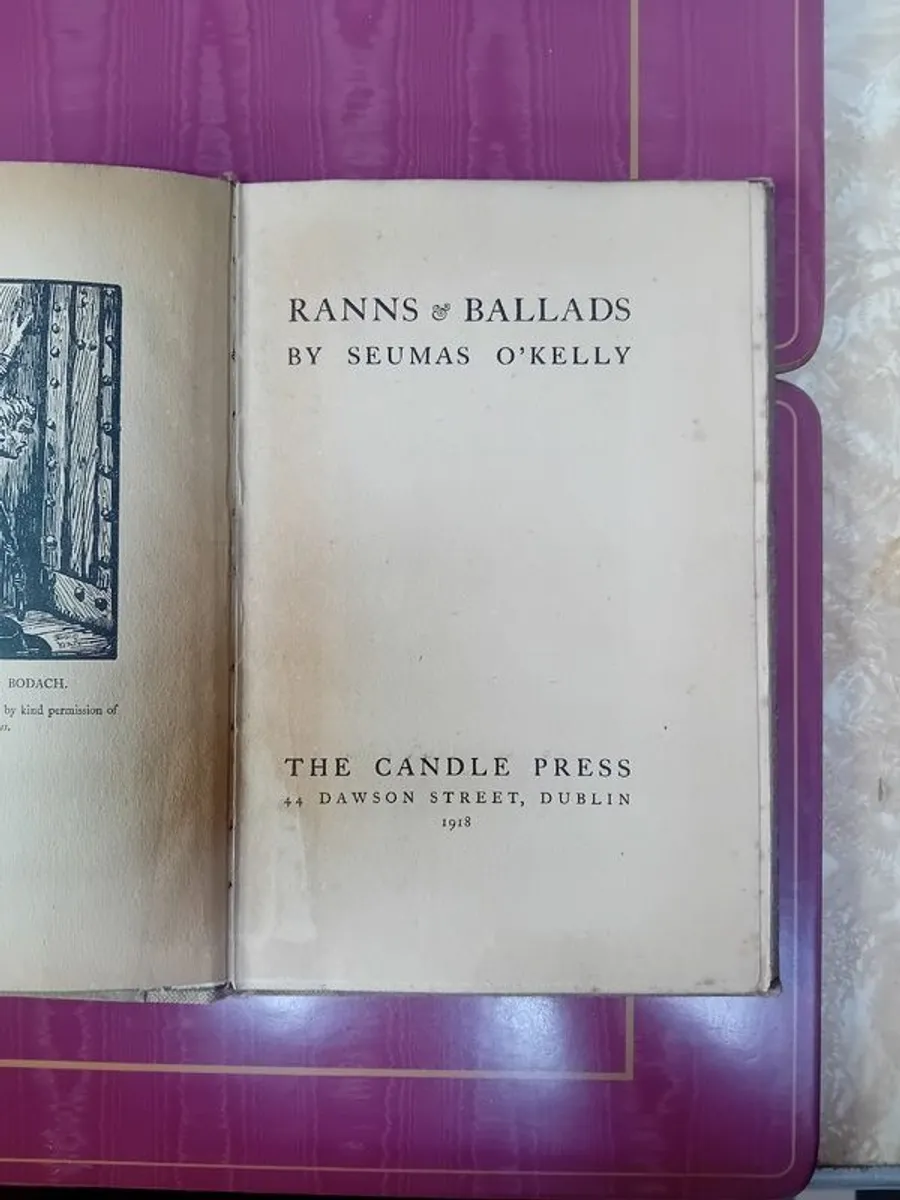 BODACH.
by kind permission of
RANNS & BALLADS
BY SEUMAS O'KELLY
THE CANDLE PRESS
44 DAWSON STREET, DUBLIN
1918